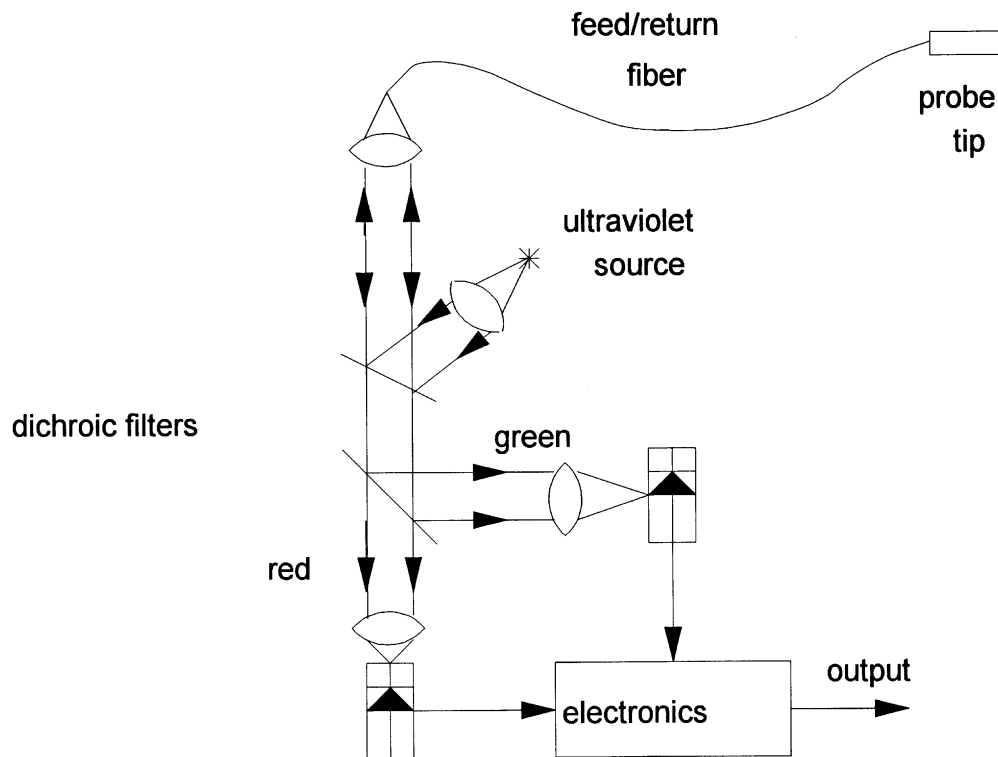 feed/return
fiber
probe
tip
ultraviolet
source
dichroic filters
green
red
output
electronics